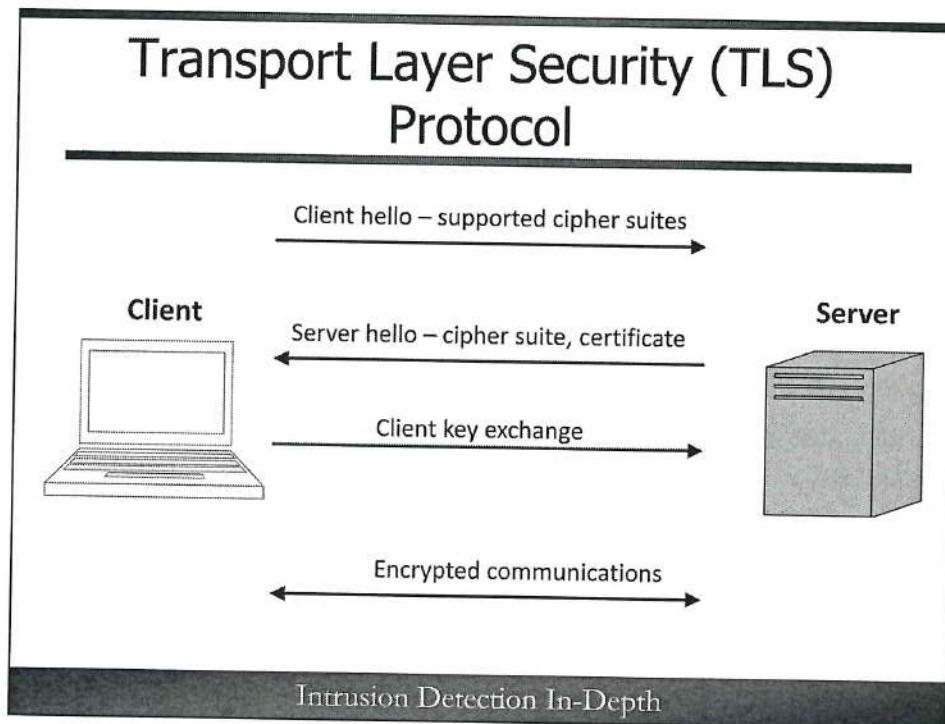 Transport Layer Security (TLS)
Protocol
Client hello – supported cipher suites
Client
Server
Server hello – cipher suite, certificate
Client key exchange
Encrypted communications
Intrusion Detection In-Depth